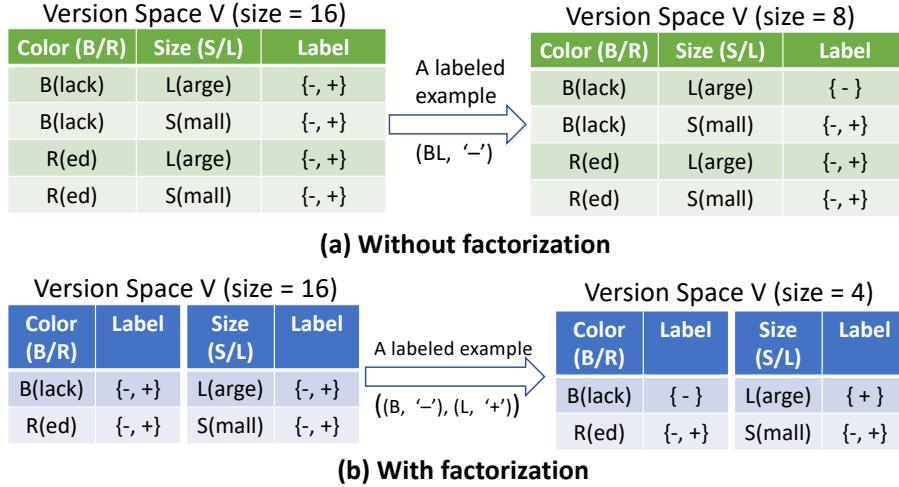 Version Space V (size = 16)
Version Space V (size = 8)
Color (B/R) Size (S/L) Label
B(lack) L(arge) {-, +}
B(lack) S(mall) {-, +}
R(ed) L(arge) {-, +}
R(ed) S(mall) {-, +}
A labeled
example
(BL, ‘–’)
Color (B/R) Size (S/L) Label
B(lack) L(arge) { - }
B(lack) S(mall) {-, +}
R(ed) L(arge) {-, +}
R(ed) S(mall) {-, +}
(a) Without factorization
Version Space V (size = 16)
Version Space V (size = 4)
Color
(B/R)
Label
Size
(S/L)
Label
B(lack) {-, +} L(arge) {-, +}
R(ed) {-, +} S(mall) {-, +}
A labeled example
((B, ‘–’), (L, ‘+’))
Color
(B/R)
Label
Size
(S/L)
Label
B(lack) { - } L(arge) { + }
R(ed) {-, +} S(mall) {-, +}
(b) With factorization